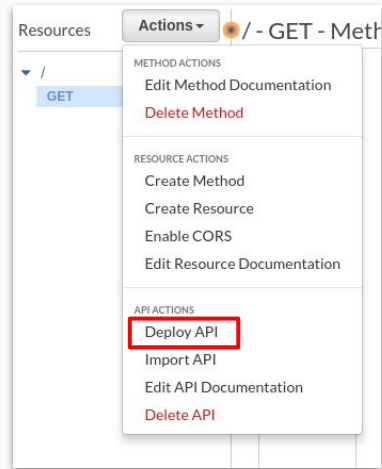 Resources
Actions
/ - GET - Meth
/
GET
METHOD ACTIONS
Edit Method Documentation
Delete Method
RESOURCE ACTIONS
Create Method
Create Resource
Enable CORS
Edit Resource Documentation
API ACTIONS
Deploy API
Import API
Edit API Documentation
Delete API